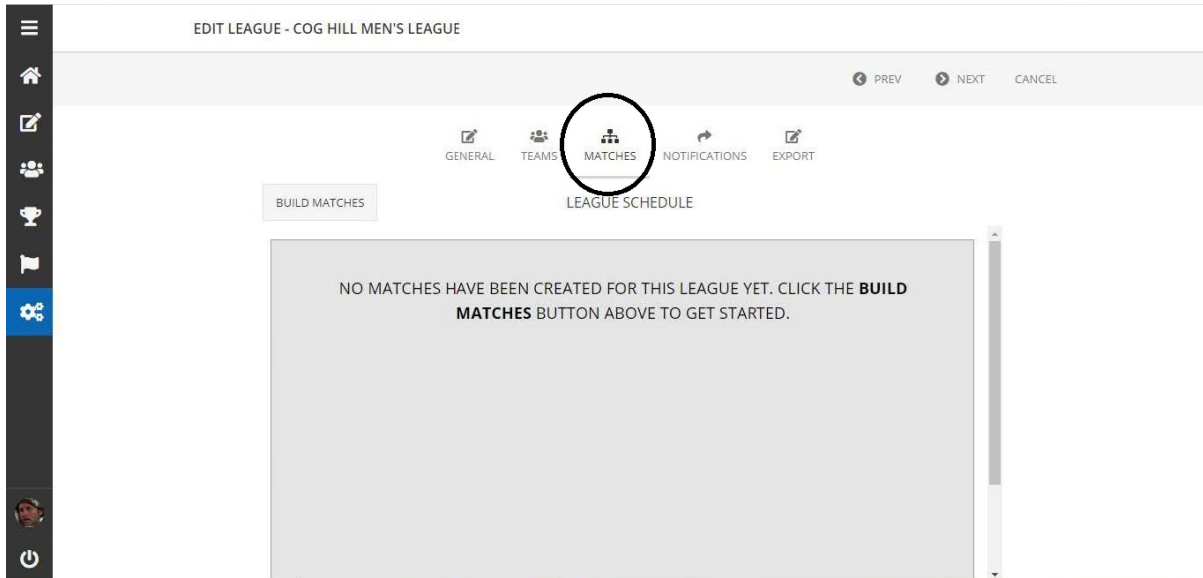 EDIT LEAGUE - COG HILL MEN'S LEAGUE
PREV NEXT CANCEL
GENERAL TEAMS MATCHES NOTIFICATIONS EXPORT
BUILD MATCHES LEAGUE SCHEDULE
NO MATCHES HAVE BEEN CREATED FOR THIS LEAGUE YET. CLICK THE BUILD
MATCHES BUTTON ABOVE TO GET STARTED.